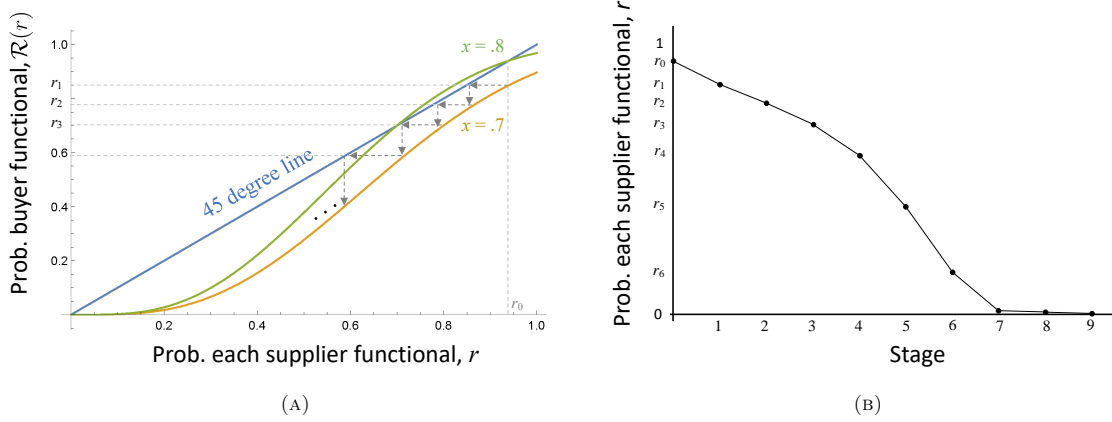 Prob. buyer functional, R(r)
1.0
r1
r2
r3
0.6
0.4
0.2
x = .8
x = .7
45 degree line
...
r0
0.2
0.4
0.6
0.8
1.0
Prob. each supplier functional, r
(A)
Prob. each supplier functional, r
1
r0
r1
r2
r3
r4
r5
r6
0
1
2
3
4
5
6
7
8
9
Stage
(B)